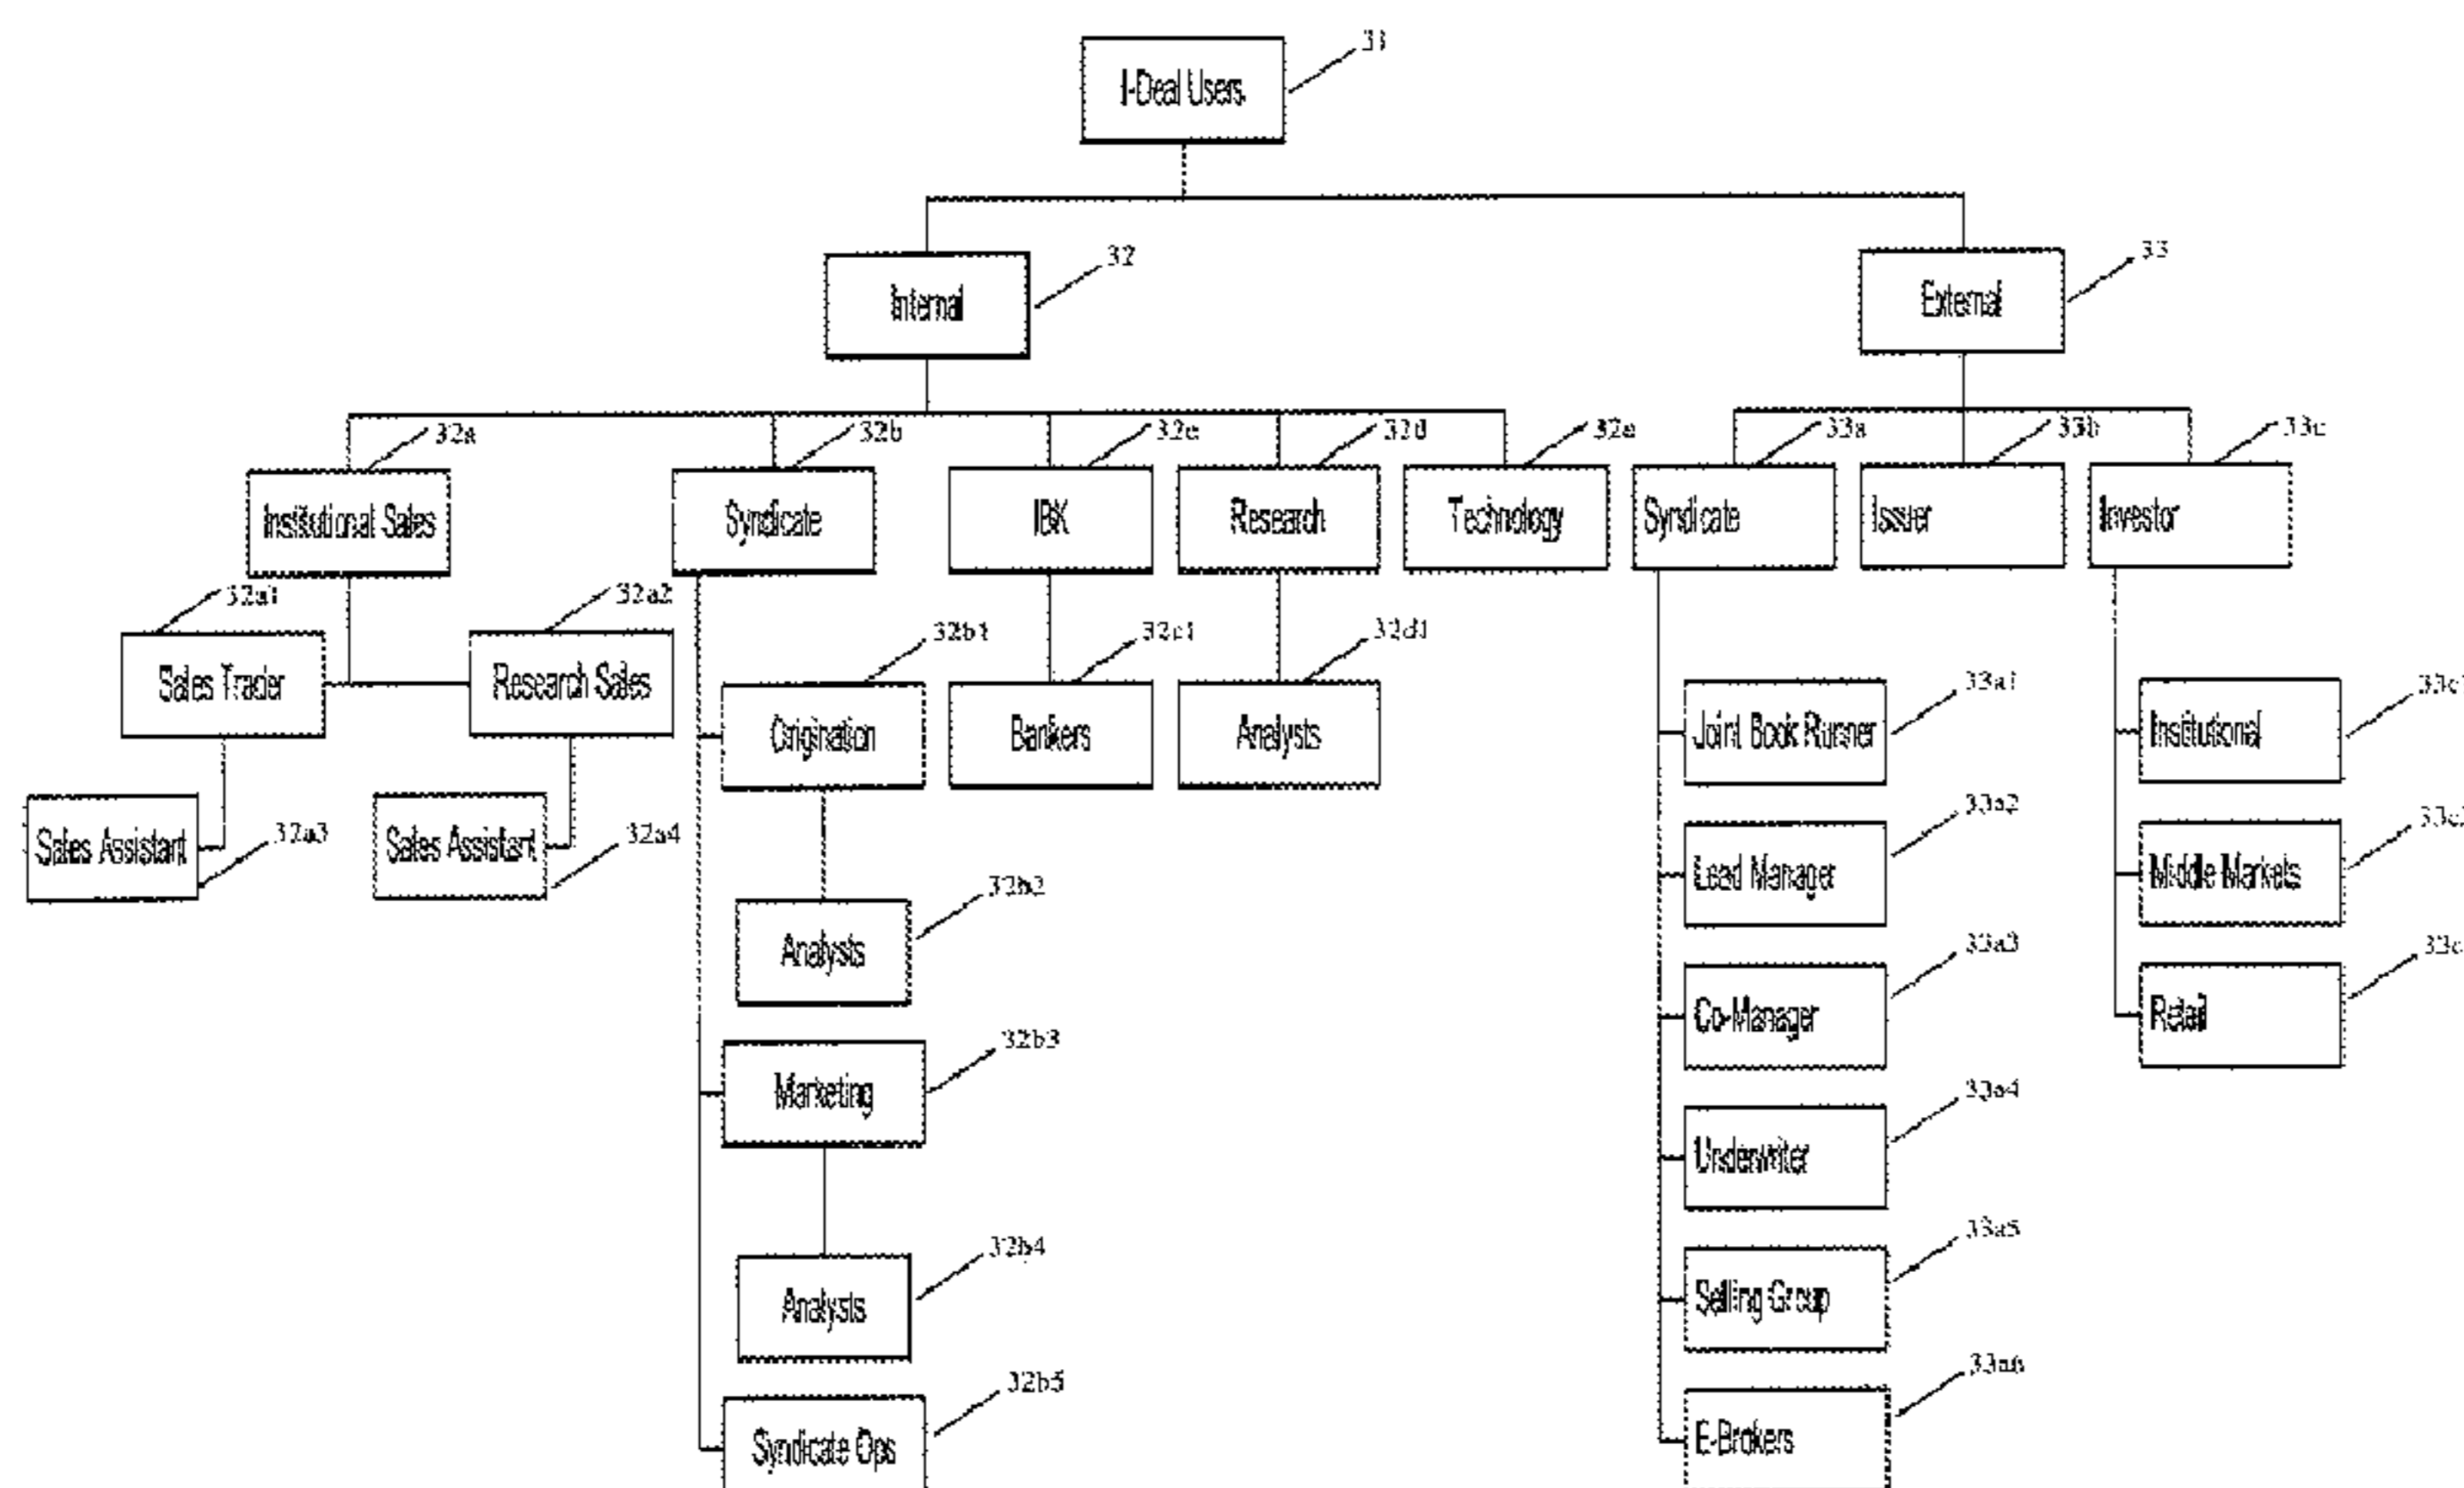 31
I-Deal Users
32
33
Internal
External
32a
32b
32c
32d
32e
33a
33b
33c
Institutional Sales
Syndicate
IBK
Research
Technology
Syndicate
Issuer
Investor
32a1
32a2
32b1
32c1
32d1
Sales Trader
Research Sales
Origination
Bankers
Analysts
33a1
Joint Book Runner
Institutional
Sales Assistant
32a3
Sales Assistant
32a4
33a2
Lead Manager
Middle Markets
32b2
Analysts
33a3
Co-Manager
Retail
32b3
Marketing
33a4
Underwriter
32b4
Analysts
33a5
Selling Group
32b5
Syndicate Ops
33a6
E-Brokers